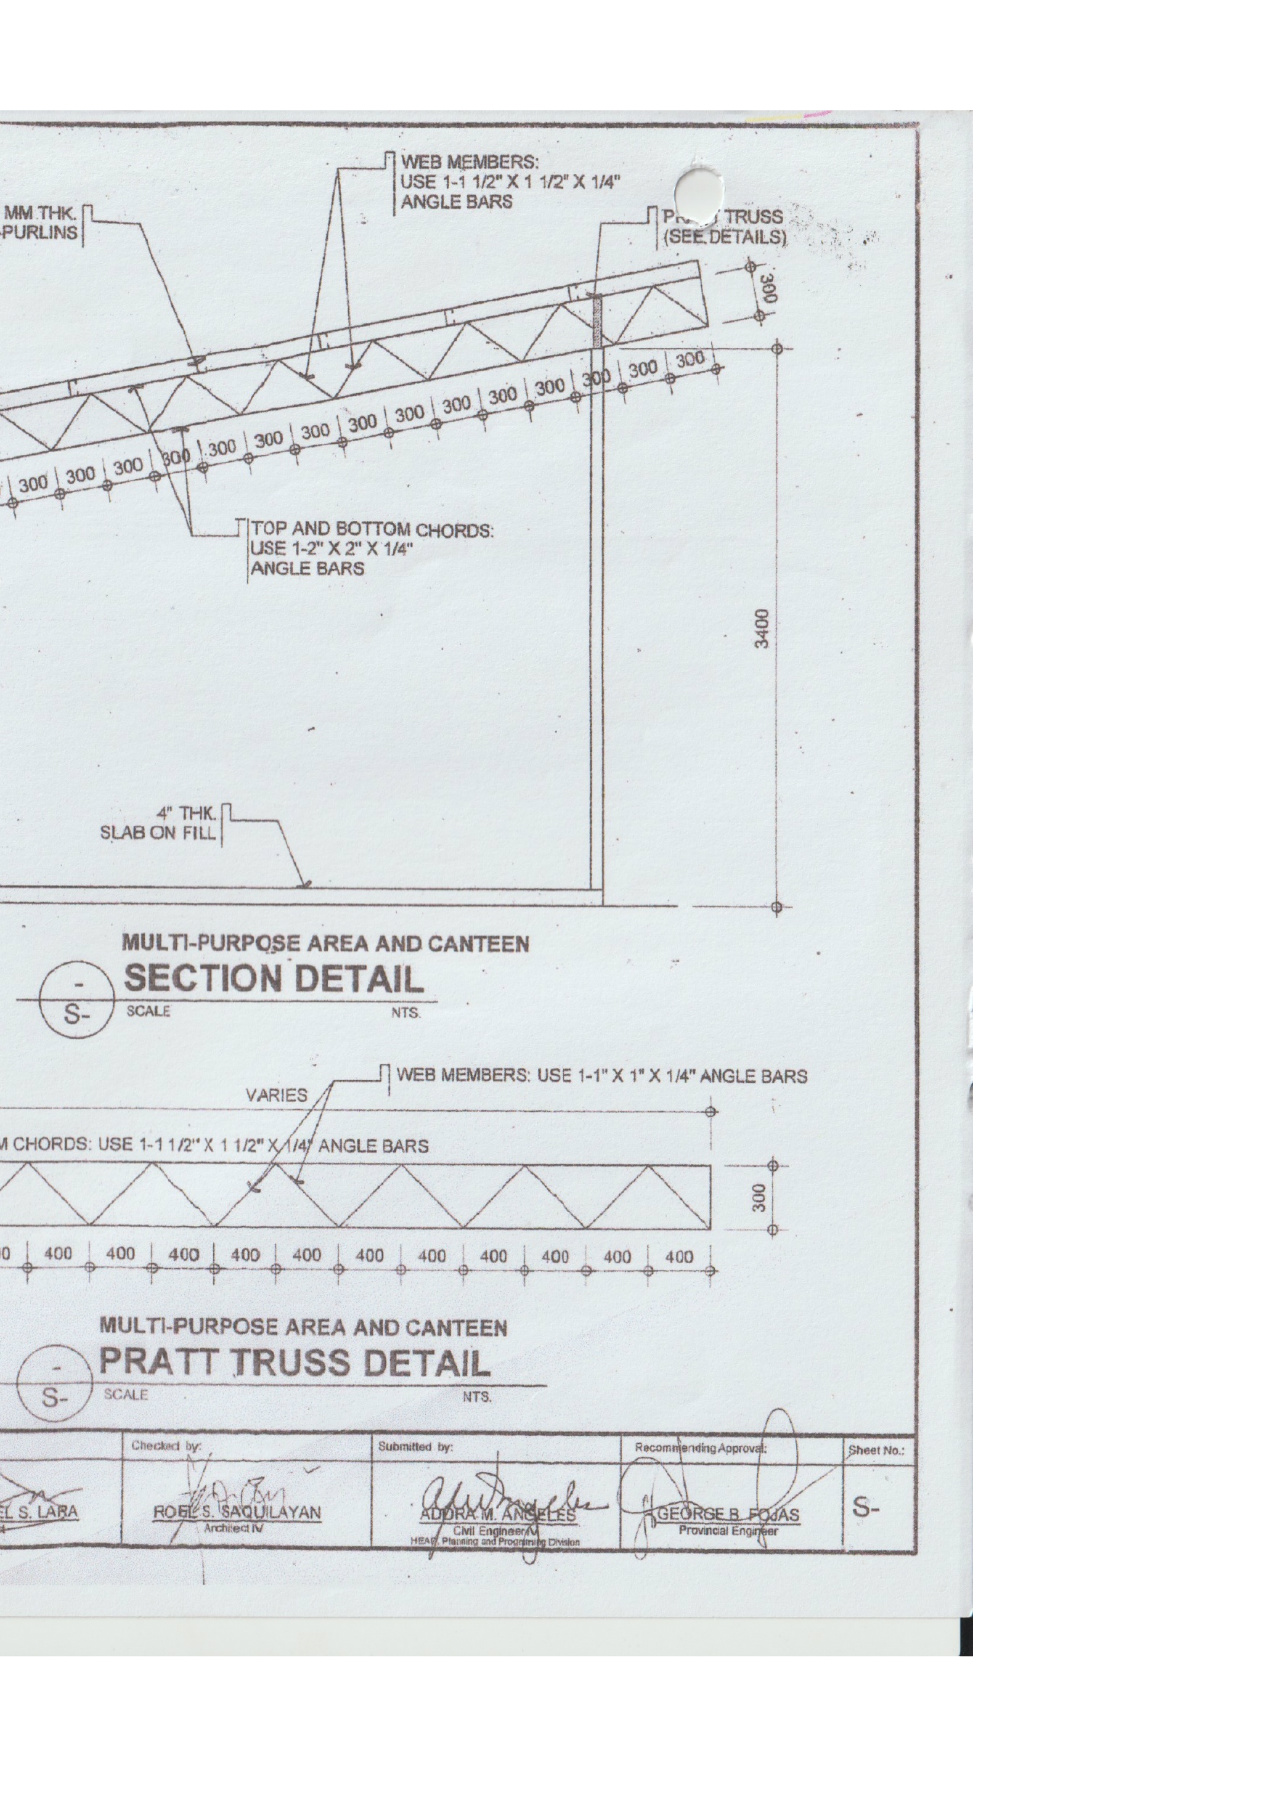 WEB MEMBERS:
USE 1-1 1/2" X 1 1/2" X 1/4"
ANGLE BARS
MM THK.
-PURLINS
TRUSS
(SEE DETAILS)
300
300 300 300 300 300 300 300 300 300 300 300 300 300 300 300
3400
TOP AND BOTTOM CHORDS:
USE 1-2" X 2" X 1/4"
ANGLE BARS
4" THK.
SLAB ON FILL
MULTI-PURPOSE AREA AND CANTEEN
SECTION DETAIL
-
S-
SCALE NTS.
WEB MEMBERS: USE 1-1" X 1" X 1/4" ANGLE BARS
VARIES
M CHORDS: USE 1-1 1/2" X 1 1/2" X 1/4" ANGLE BARS
300
0 400 400 400 400 400 400 400 400 400 400 400
MULTI-PURPOSE AREA AND CANTEEN
PRATT TRUSS DETAIL
-
S-
SCALE NTS.
Checked by: Submitted by: Recommending Approval: Sheet No.:
EL S. LARA ROEL S. SAQUILAYAN ADORA M. ANGELES GEORGE B. FOJAS S-
Architect IV Civil Engineer IV Provincial Engineer
HEAD, Planning and Programming Division